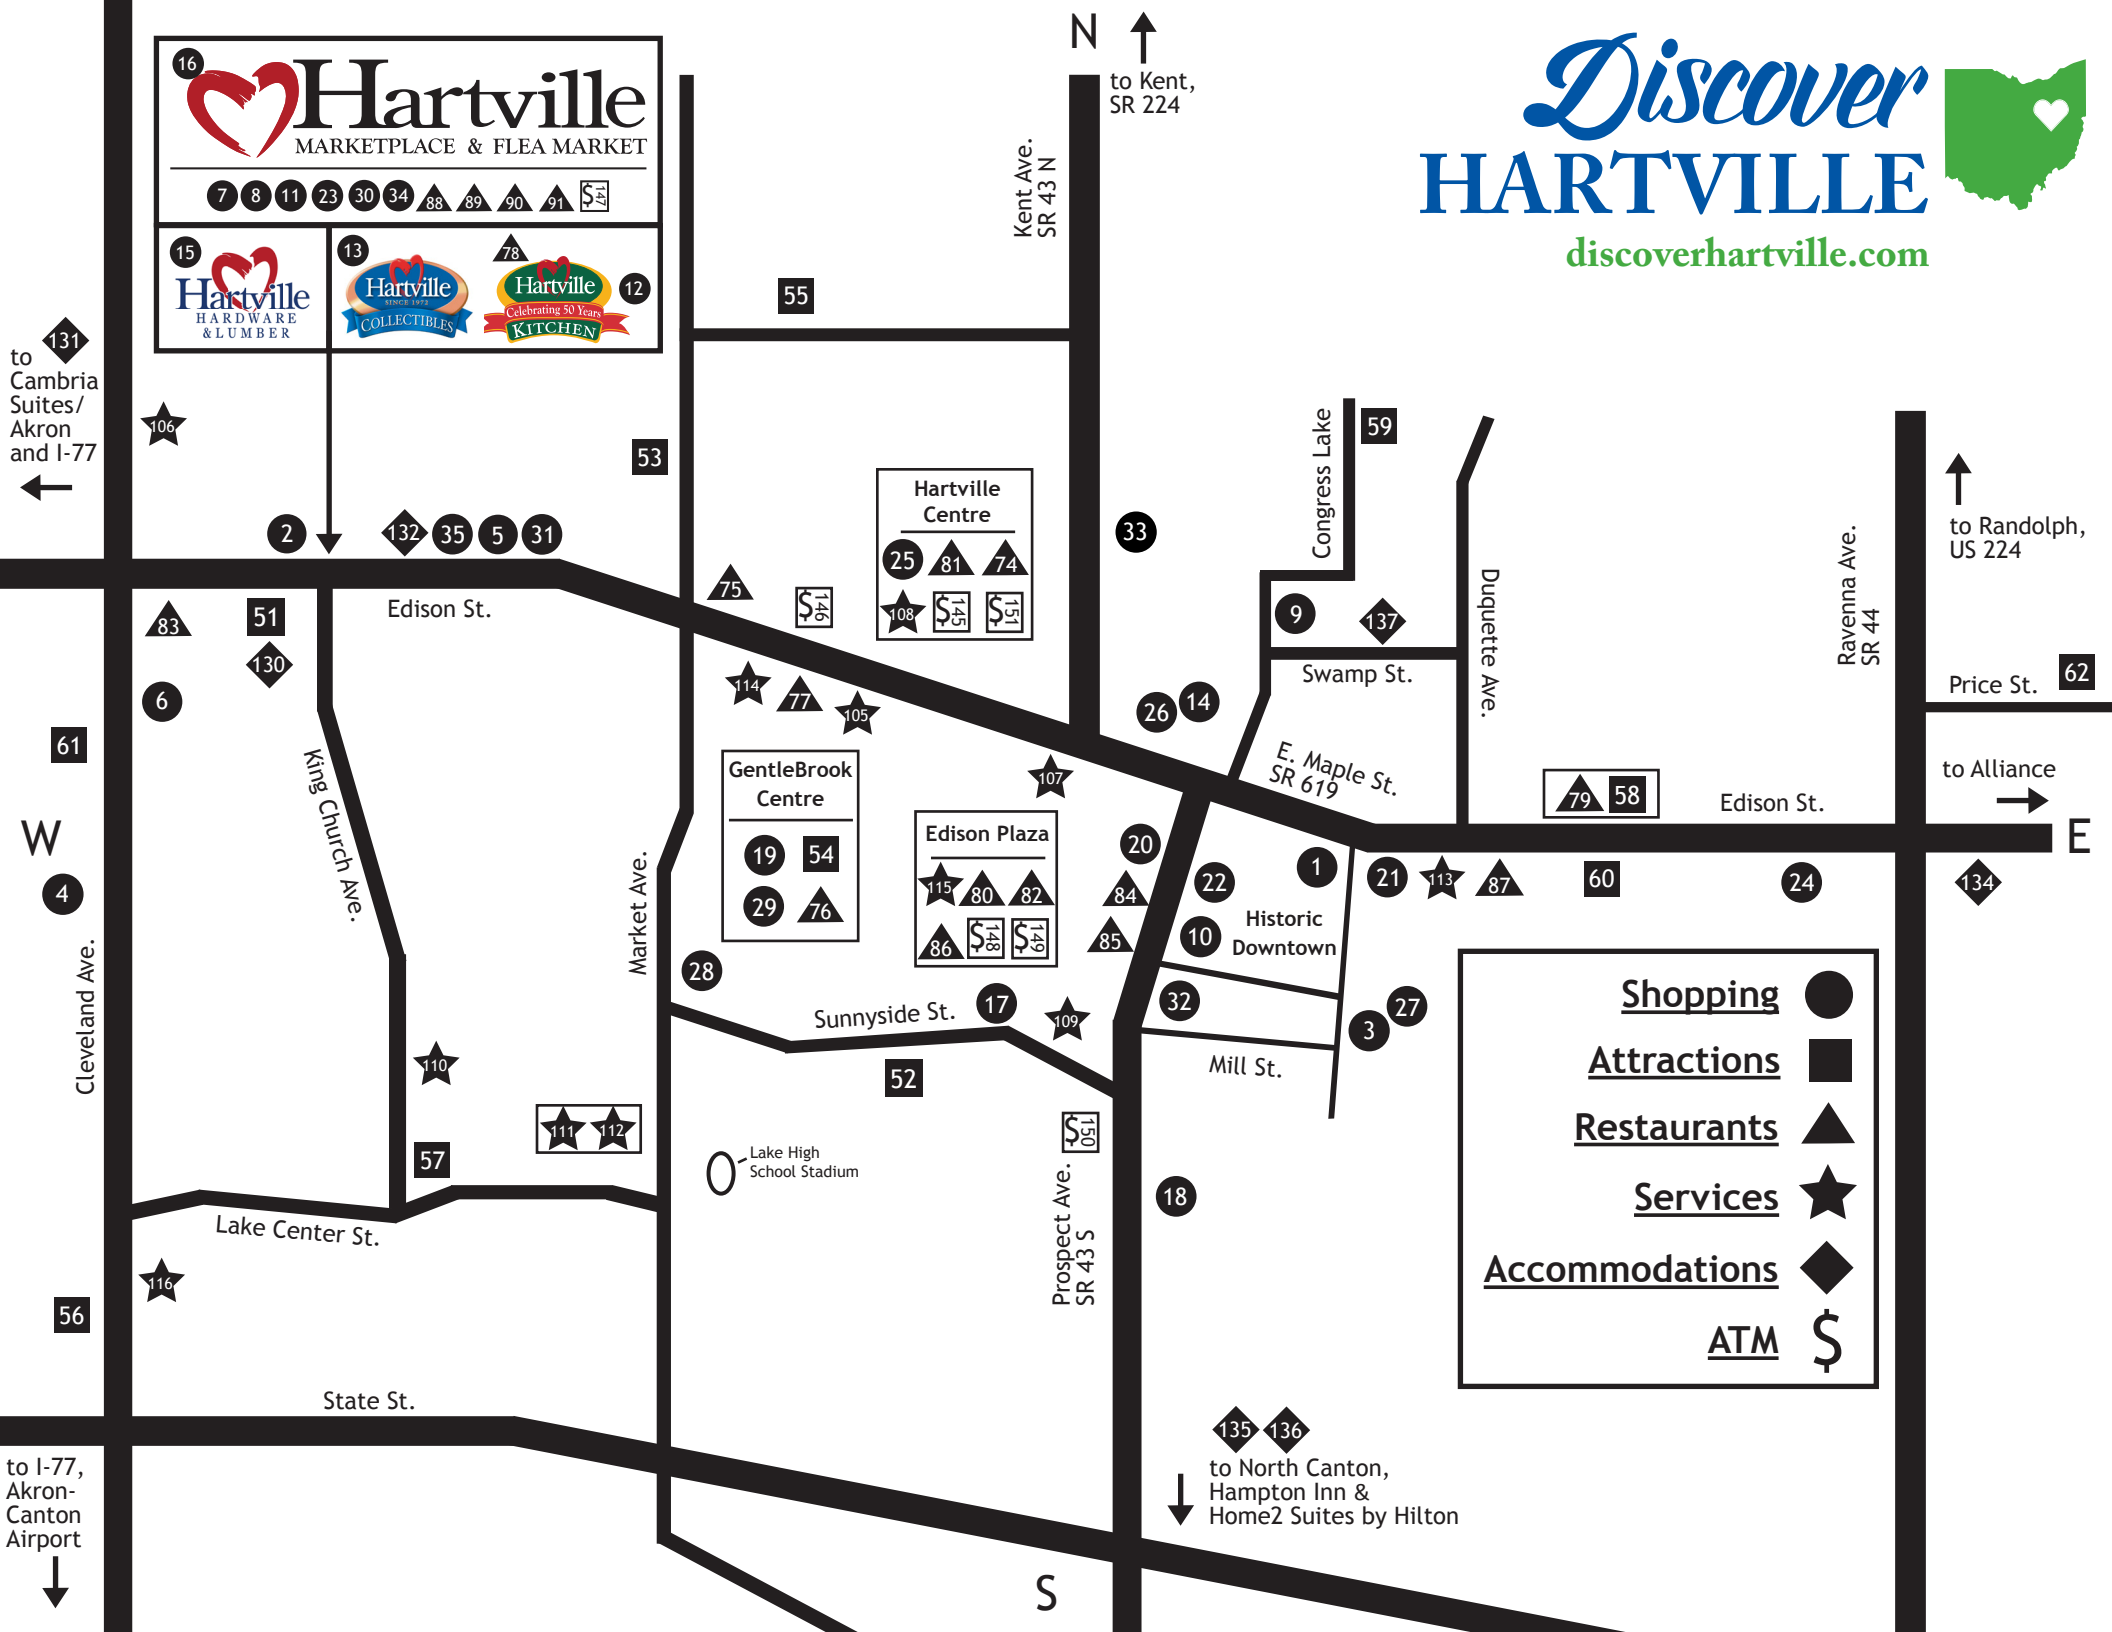 16
Hartville
MARKETPLACE & FLEA MARKET
7 8 11 23 30 34 88 89 90 91 $ 147
15
Hartville
HARDWARE
& LUMBER
13
Hartville
SINCE 1972
COLLECTIBLES
78
Hartville
Celebrating 50 Years
KITCHEN
12
N
to Kent,
SR 224
Kent Ave.
SR 43 N
Discover
HARTVILLE
discoverhartville.com
55
131
to
Cambria
Suites/
Akron
and I-77
106
53
2
132 35 5 31
Hartville
Centre
25 81 74
108 $ 145 $ 151
33
Congress Lake
59
Ravenna Ave.
SR 44
to Randolph,
US 224
83
51
130
Edison St.
75
$ 146
9
137
Swamp St.
Duquette Ave.
Price St.
62
6
61
114
77
105
26
14
107
E. Maple St.
SR 619
79 58
Edison St.
to Alliance
E
W
4
Cleveland Ave.
King Church Ave.
GentleBrook
Centre
19 54
29 76
Edison Plaza
115 80 82
86 $ 148 $ 149
20
84
85
22
10
Historic
Downtown
1
21
113
87
60
24
134
Market Ave.
28
Sunnyside St.
17
109
32
3
27
Mill St.
52
110
57
111 112
Lake High
School Stadium
$ 150
Prospect Ave.
SR 43 S
18
Lake Center St.
116
56
State St.
to I-77,
Akron-
Canton
Airport
135 136
to North Canton,
Hampton Inn &
Home2 Suites by Hilton
S
Shopping
Attractions
Restaurants
Services
Accommodations
ATM $